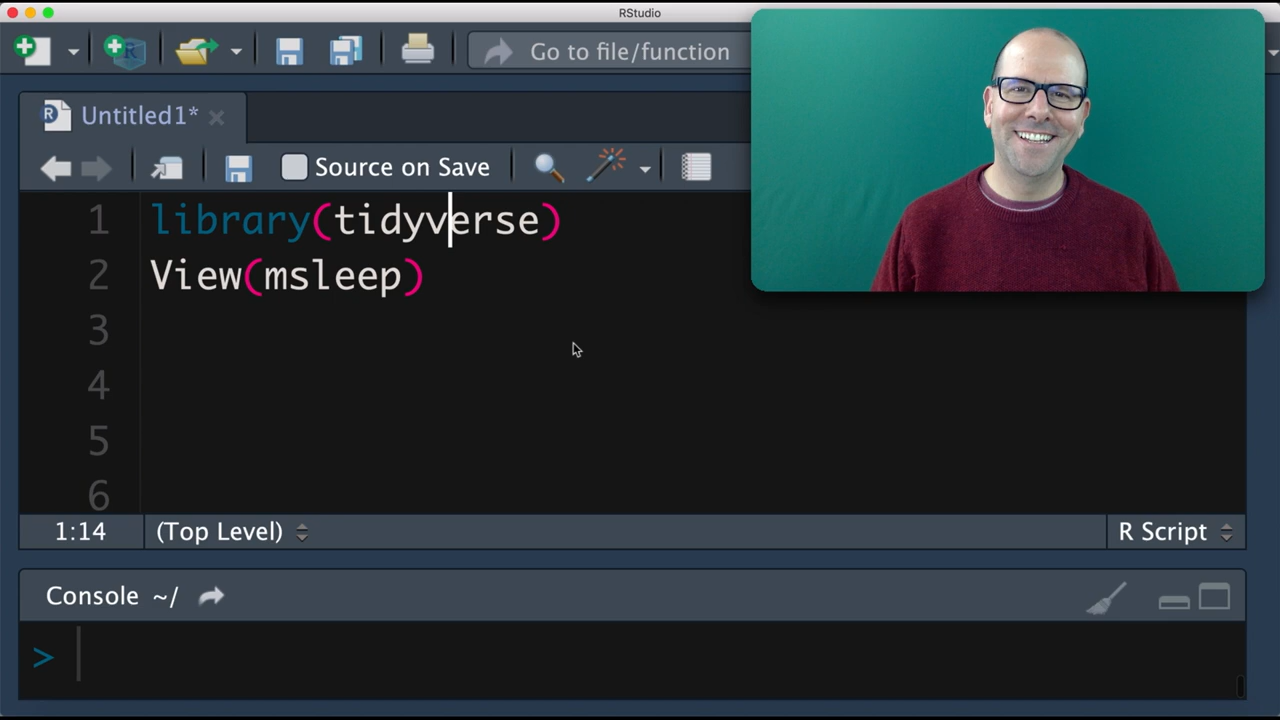 RStudio
Go to file/function
Untitled1*
Source on Save
1 library(tidyverse)
2 View(msleep)
3
4
5
6
1:14 (Top Level) R Script
Console ~/
>